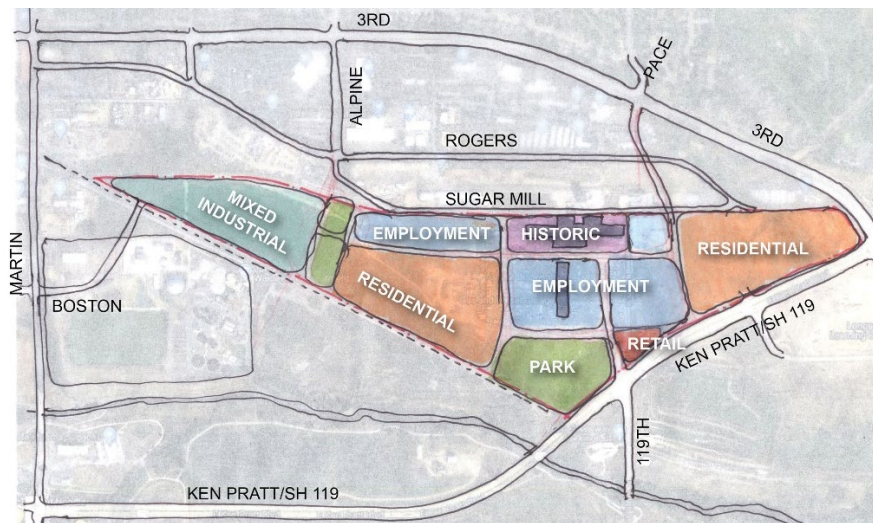 3RD
PACE
ALPINE
3RD
ROGERS
SUGAR MILL
MIXED
INDUSTRIAL
EMPLOYMENT
HISTORIC
RESIDENTIAL
MARTIN
RESIDENTIAL
EMPLOYMENT
BOSTON
RETAIL
KEN PRATT/SH 119
PARK
119TH
KEN PRATT/SH 119